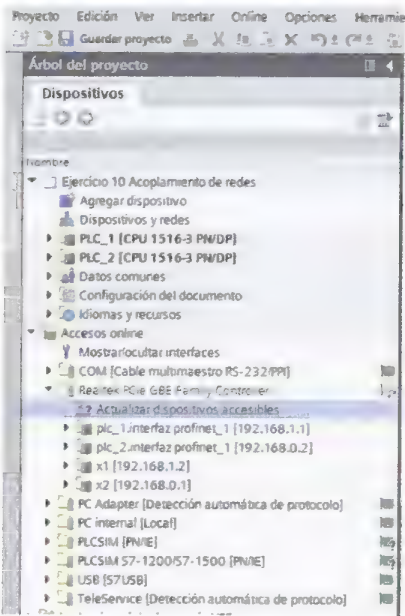 Proyecto Edición Ver Insertar Online Opciones Herramie
Guardar proyecto
Árbol del proyecto
Dispositivos
Nombre
Ejercicio 10 Acoplamiento de redes
Agregar dispositivo
Dispositivos y redes
PLC_1 [CPU 1516-3 PN/DP]
PLC_2 [CPU 1516-3 PN/DP]
Datos comunes
Configuración del documento
Idiomas y recursos
Accesos online
Mostrar/ocultar interfaces
COM [Cable multimaestro RS-232/PPI]
Realtek PCIe GBE Family Controller
Actualizar dispositivos accesibles
plc_1.interfaz profinet_1 [192.168.1.1]
plc_2.interfaz profinet_1 [192.168.0.2]
x1 [192.168.1.2]
x2 [192.168.0.1]
PC Adapter [Detección automática de protocolo]
PC internal [Local]
PLCSIM [PN/IE]
PLCSIM S7-1200/S7-1500 [PN/IE]
USB [S7USB]
TeleService [Detección automática de protocolo]